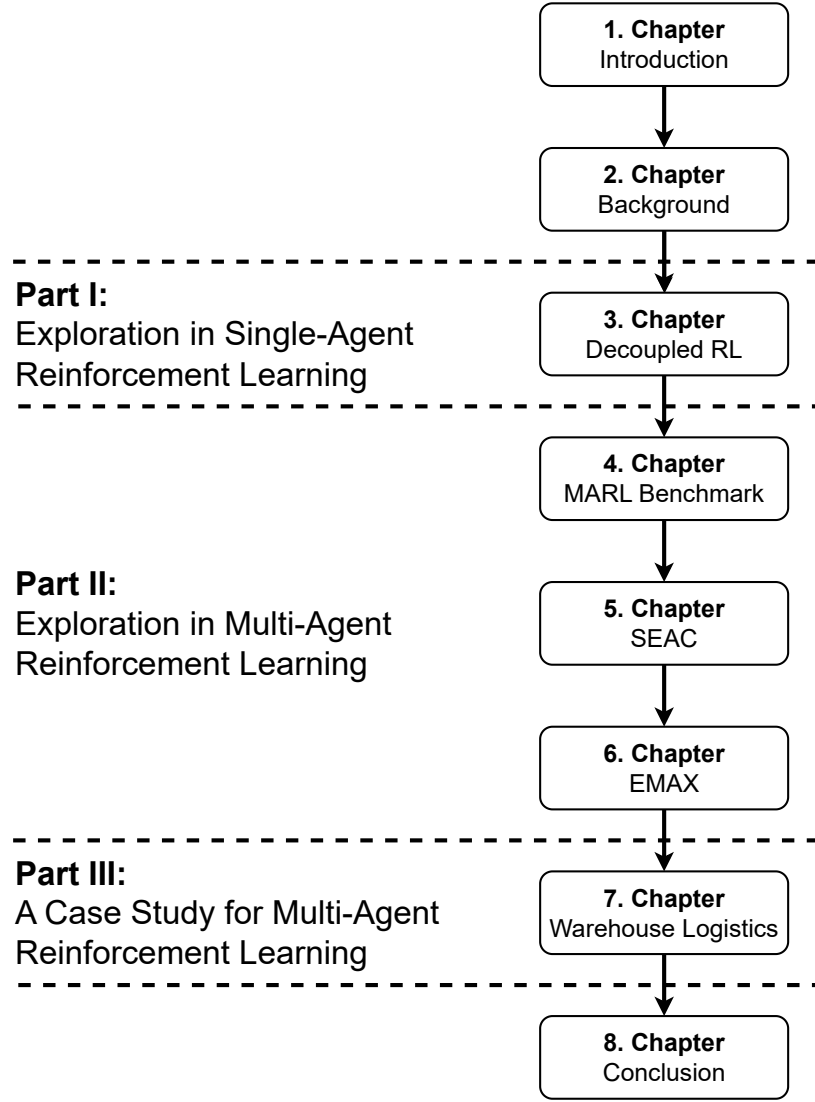 1. Chapter
Introduction
2. Chapter
Background
Part I:
Exploration in Single-Agent
Reinforcement Learning
3. Chapter
Decoupled RL
4. Chapter
MARL Benchmark
Part II:
Exploration in Multi-Agent
Reinforcement Learning
5. Chapter
SEAC
6. Chapter
EMAX
Part III:
A Case Study for Multi-Agent
Reinforcement Learning
7. Chapter
Warehouse Logistics
8. Chapter
Conclusion